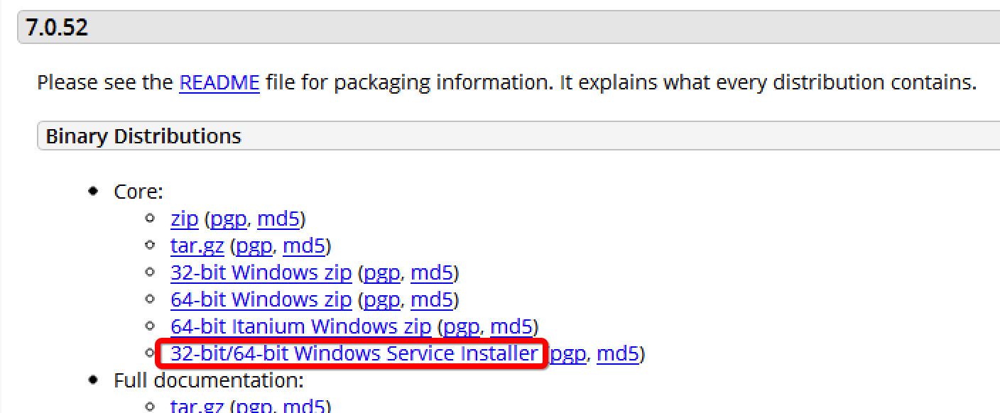 7.0.52
Please see the README file for packaging information. It explains what every distribution contains.
Binary Distributions
Core:
zip (pgp, md5)
tar.gz (pgp, md5)
32-bit Windows zip (pgp, md5)
64-bit Windows zip (pgp, md5)
64-bit Itanium Windows zip (pgp, md5)
32-bit/64-bit Windows Service Installer (pgp, md5)
Full documentation:
tar.gz (pgp, md5)